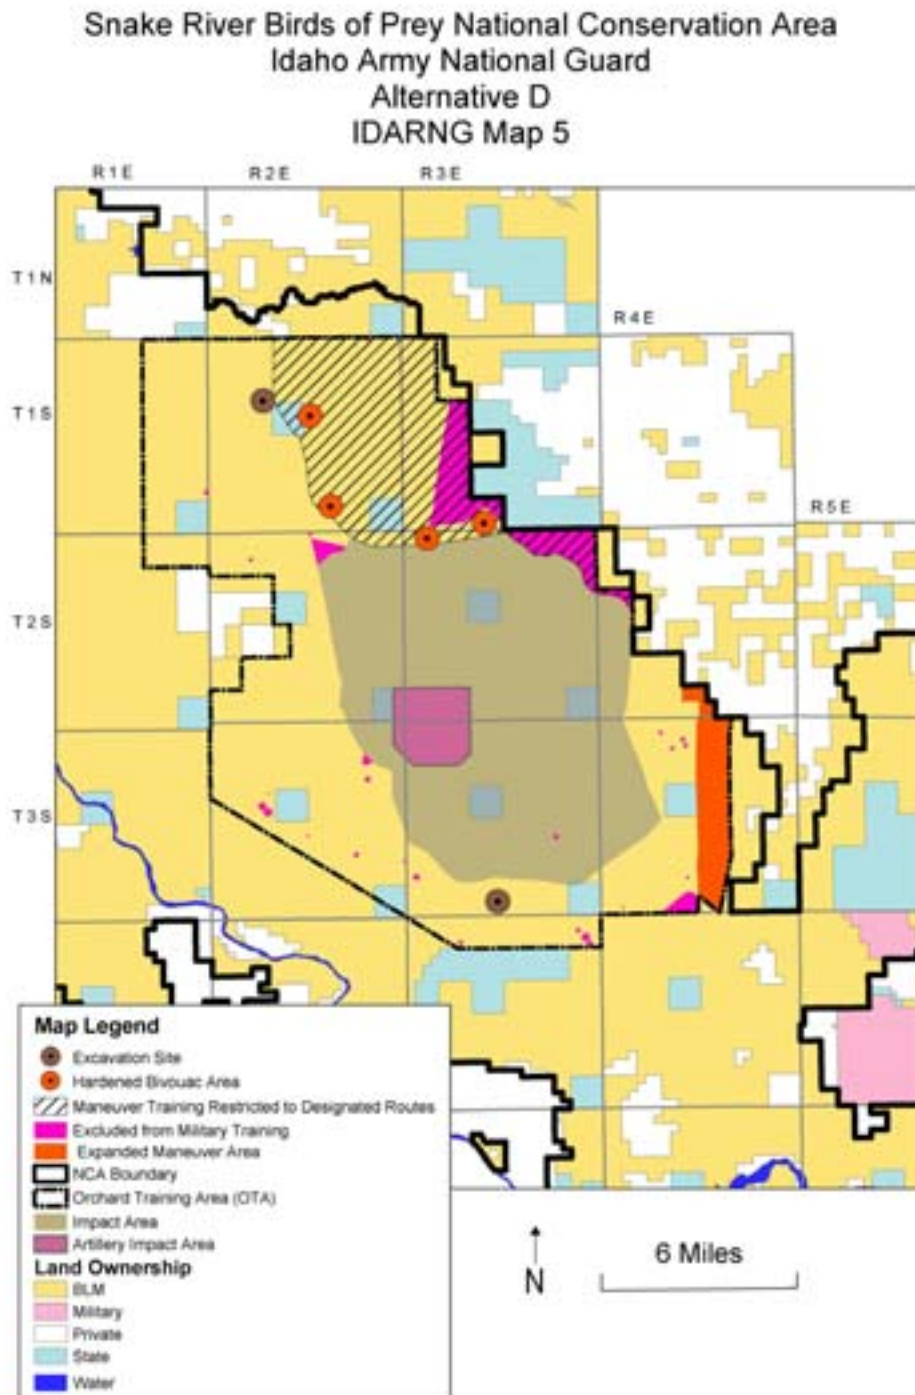 Snake River Birds of Prey National Conservation Area
Idaho Army National Guard
Alternative D
IDARNG Map 5
R1E R2E R3E
T1N
R4E
T1S
R5E
T2S
T3S
Map Legend
Excavation Site
Hardened Bivouac Area
Maneuver Training Restricted to Designated Routes
Excluded from Military Training
Expanded Maneuver Area
NCA Boundary
Orchard Training Area (OTA)
Impact Area
Artillery Impact Area
Land Ownership
BLM
Military
Private
State
Water
N
6 Miles